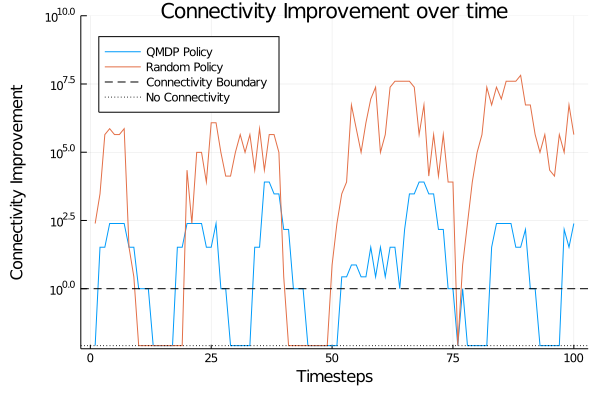 Connectivity Improvement over time
10^10.0
10^7.5
10^5.0
10^2.5
10^0.0
Connectivity Improvement
QMDP Policy
Random Policy
Connectivity Boundary
No Connectivity
0 25 50 75 100
Timesteps